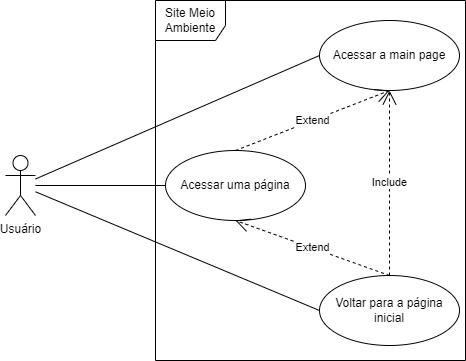 Site Meio
Ambiente
Acessar a main page
Extend
Acessar uma página
Include
Usuário
Extend
Voltar para a página
inicial